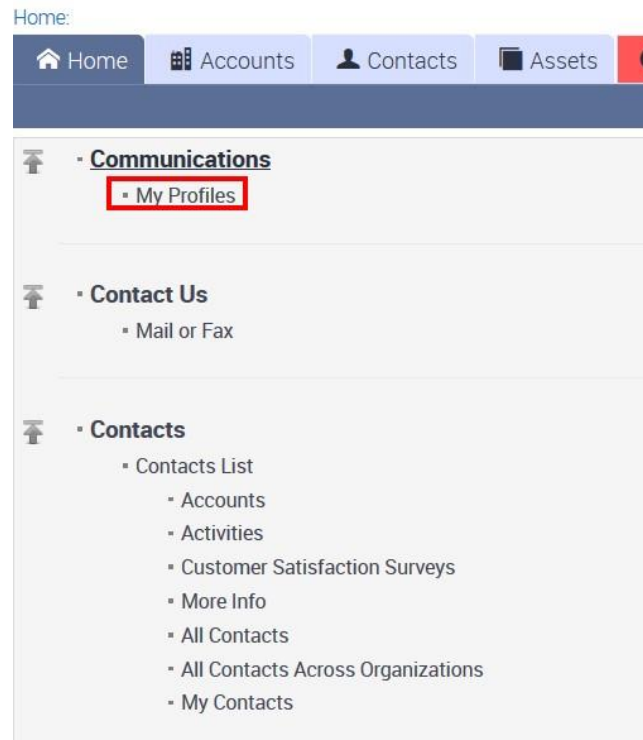 Home:
Home Accounts Contacts Assets
Communications
My Profiles
Contact Us
Mail or Fax
Contacts
Contacts List
Accounts
Activities
Customer Satisfaction Surveys
More Info
All Contacts
All Contacts Across Organizations
My Contacts